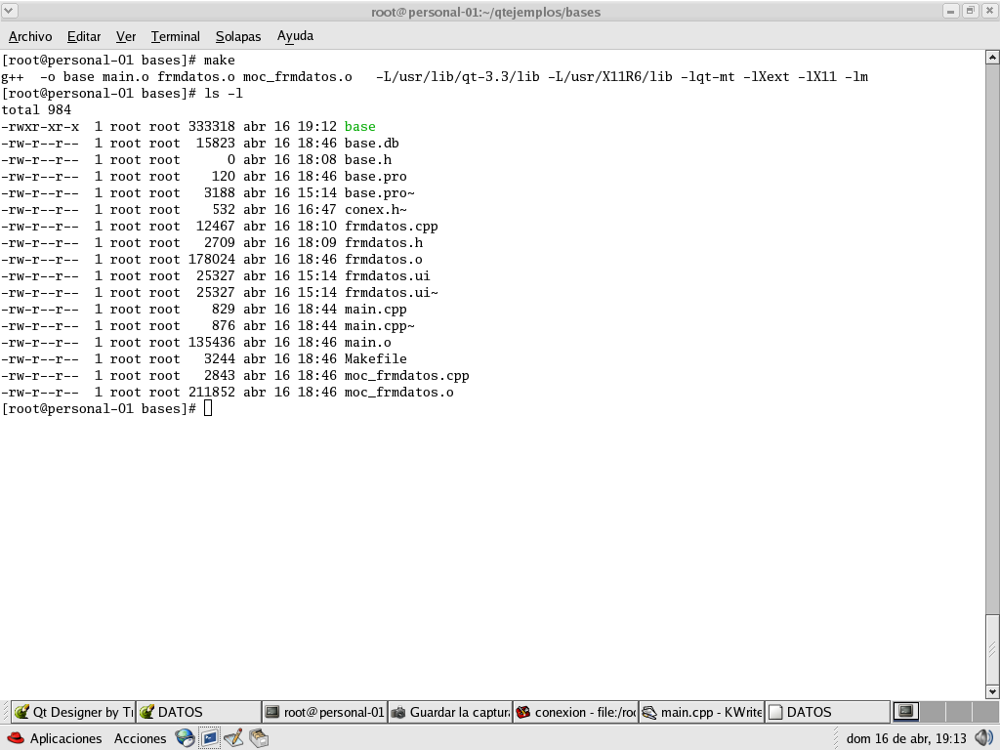 root@personal-01:~/qtejemplos/bases
Archivo Editar Ver Terminal Solapas Ayuda
[root@personal-01 bases]# make
g++  -o base main.o frmdatos.o moc_frmdatos.o   -L/usr/lib/qt-3.3/lib -L/usr/X11R6/lib -lqt-mt -lXext -lX11 -lm
[root@personal-01 bases]# ls -l
total 984
-rwxr-xr-x  1 root root 333318 abr 16 19:12 base
-rw-r--r--  1 root root  15823 abr 16 18:46 base.db
-rw-r--r--  1 root root      0 abr 16 18:08 base.h
-rw-r--r--  1 root root    120 abr 16 18:46 base.pro
-rw-r--r--  1 root root   3188 abr 16 15:14 base.pro~
-rw-r--r--  1 root root    532 abr 16 16:47 conex.h~
-rw-r--r--  1 root root  12467 abr 16 18:10 frmdatos.cpp
-rw-r--r--  1 root root   2709 abr 16 18:09 frmdatos.h
-rw-r--r--  1 root root 178024 abr 16 18:46 frmdatos.o
-rw-r--r--  1 root root  25327 abr 16 15:14 frmdatos.ui
-rw-r--r--  1 root root  25327 abr 16 15:14 frmdatos.ui~
-rw-r--r--  1 root root    829 abr 16 18:44 main.cpp
-rw-r--r--  1 root root    876 abr 16 18:44 main.cpp~
-rw-r--r--  1 root root 135436 abr 16 18:46 main.o
-rw-r--r--  1 root root   3244 abr 16 18:46 Makefile
-rw-r--r--  1 root root   2843 abr 16 18:46 moc_frmdatos.cpp
-rw-r--r--  1 root root 211852 abr 16 18:46 moc_frmdatos.o
[root@personal-01 bases]#
Qt Designer by Tr DATOS root@personal-01 Guardar la captura conexion - file:/roo main.cpp - KWrite DATOS
Aplicaciones Acciones dom 16 de abr, 19:13